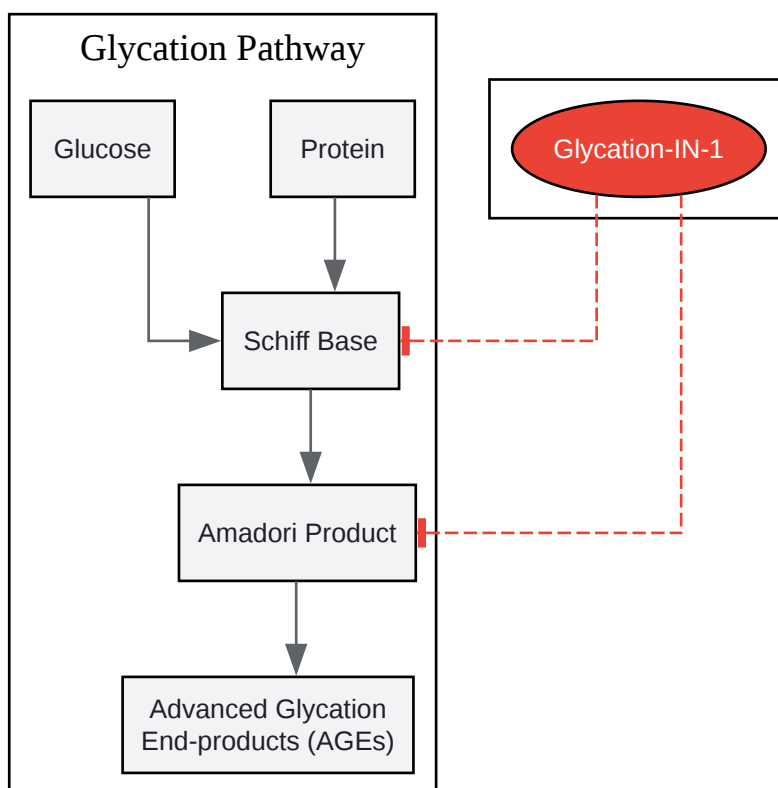 Glycation Pathway
Glucose
Protein
Glycation-IN-1
Schiff Base
Amadori Product
Advanced Glycation
End-products (AGEs)